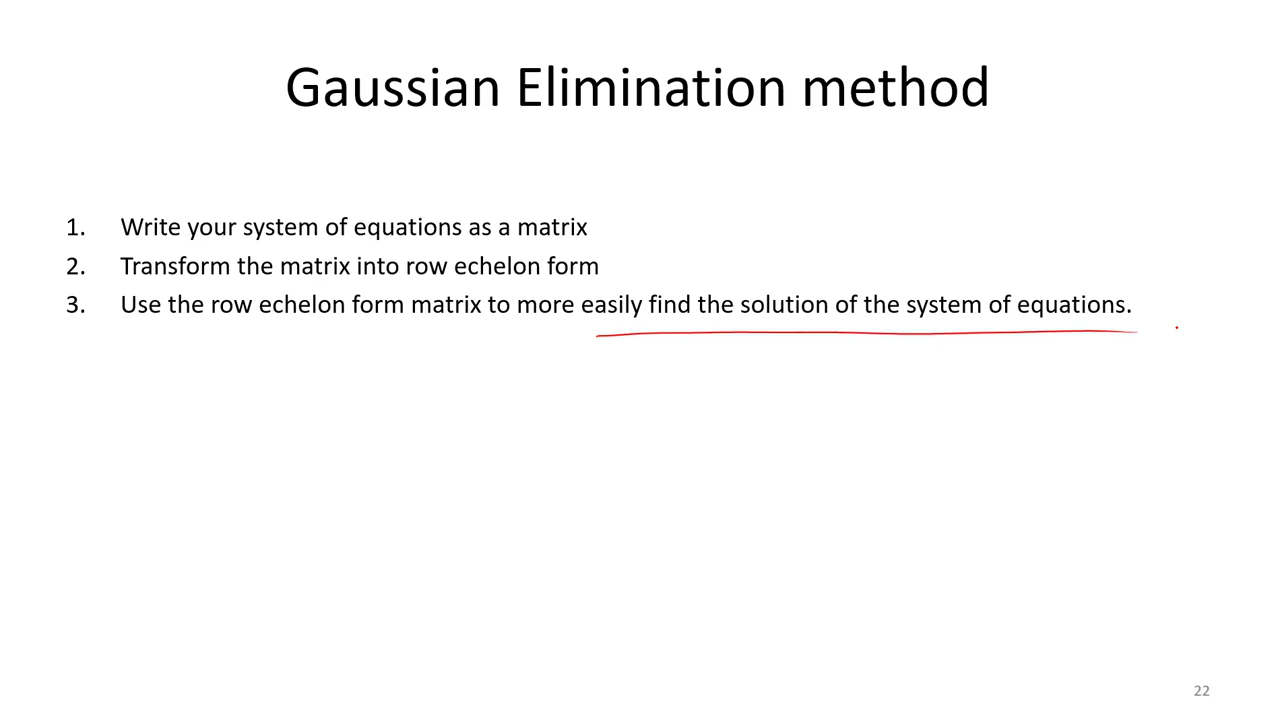 Gaussian Elimination method
1. Write your system of equations as a matrix
2. Transform the matrix into row echelon form
3. Use the row echelon form matrix to more easily find the solution of the system of equations.
22